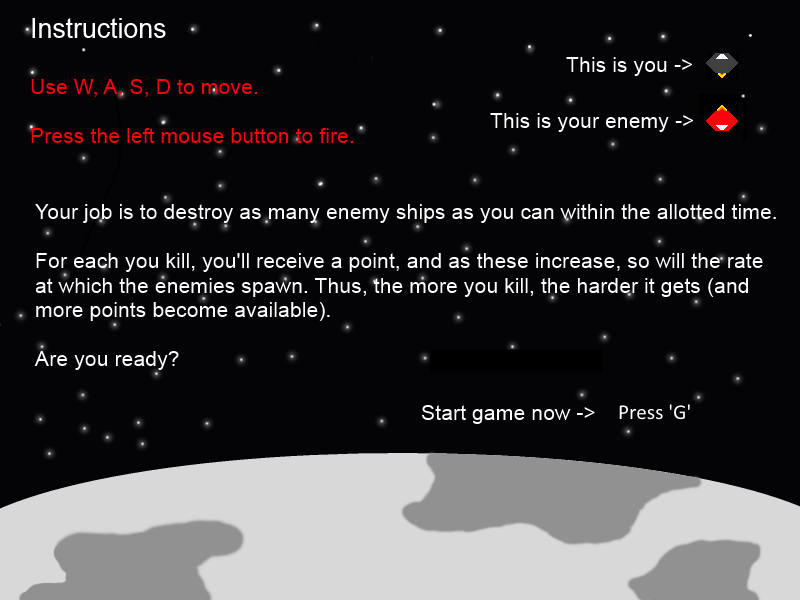 Instructions
This is you ->
Use W, A, S, D to move.
This is your enemy ->
Press the left mouse button to fire.
Your job is to destroy as many enemy ships as you can within the allotted time.
For each you kill, you'll receive a point, and as these increase, so will the rate
at which the enemies spawn. Thus, the more you kill, the harder it gets (and
more points become available).
Are you ready?
Start game now -> Press 'G'